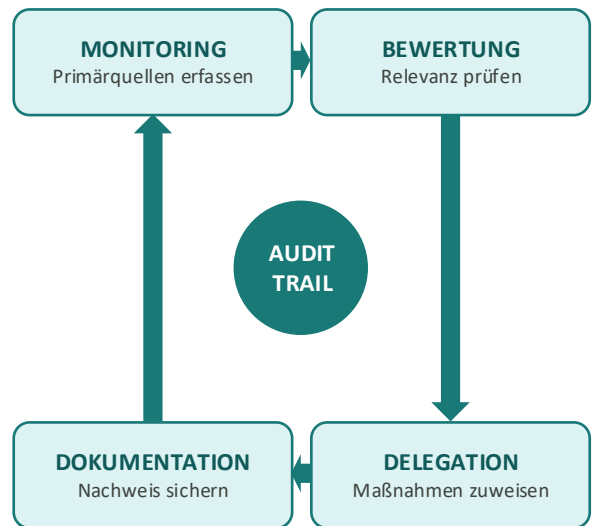 MONITORING
Primärquellen erfassen
BEWERTUNG
Relevanz prüfen
AUDIT
TRAIL
DOKUMENTATION
Nachweis sichern
DELEGATION
Maßnahmen zuweisen